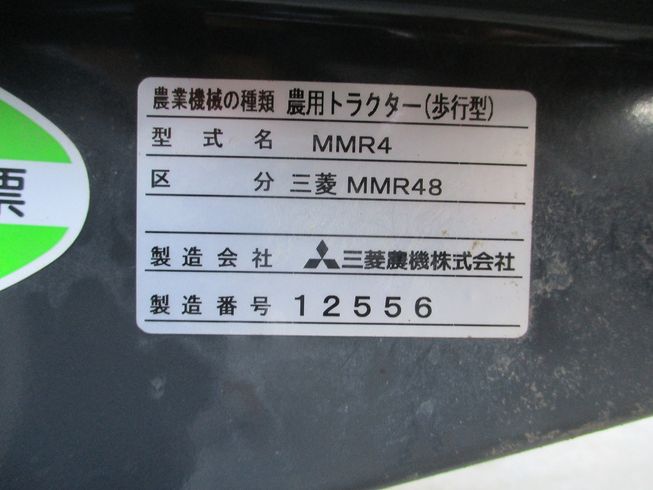 農業機械の種類 農用トラクター(歩行型)
型式名 MMR4
区分 三菱 MMR48
製造会社 三菱農機株式会社
製造番号 12556
票